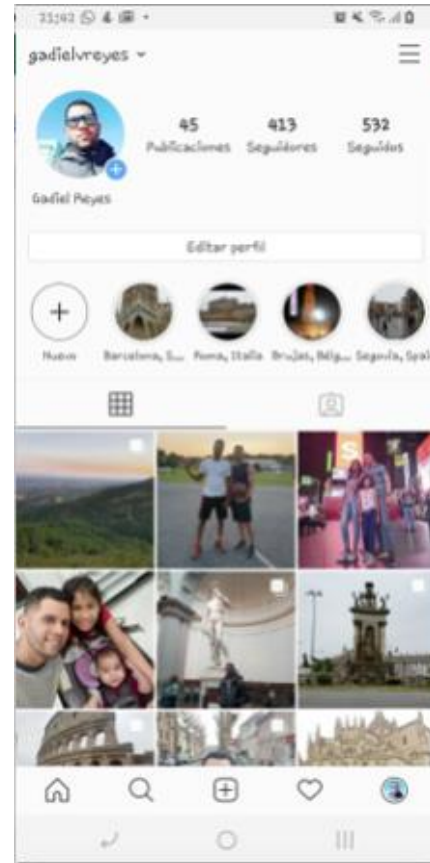 21:02
gadielvreyes
45 413 532
Publicaciones Seguidores Seguidos
Gadiel Reyes
Editar perfil
Nuevo Barcelona, S... Roma, Italia Brujas, Bélg... Segovia, Spai